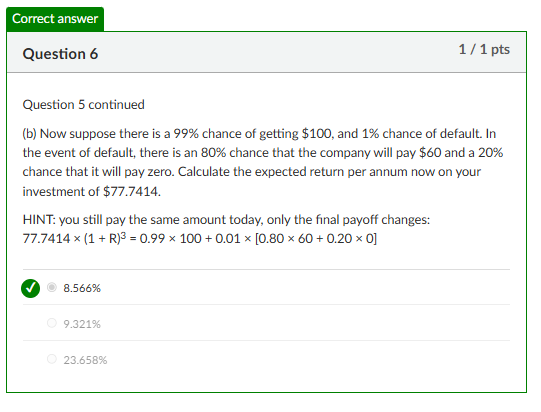 Correct answer
Question 6
1 / 1 pts
Question 5 continued
(b) Now suppose there is a 99% chance of getting $100, and 1% chance of default. In
the event of default, there is an 80% chance that the company will pay $60 and a 20%
chance that it will pay zero. Calculate the expected return per annum now on your
investment of $77.7414.
HINT: you still pay the same amount today, only the final payoff changes:
77.7414 × (1 + R)³ = 0.99 × 100 + 0.01 × [0.80 × 60 + 0.20 × 0]
8.566%
9.321%
23.658%